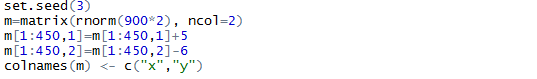 set.seed(3)
m=matrix(rnorm(900*2), ncol=2)
m[1:450,1]=m[1:450,1]+5
m[1:450,2]=m[1:450,2]-6
colnames(m) <- c("x","y")